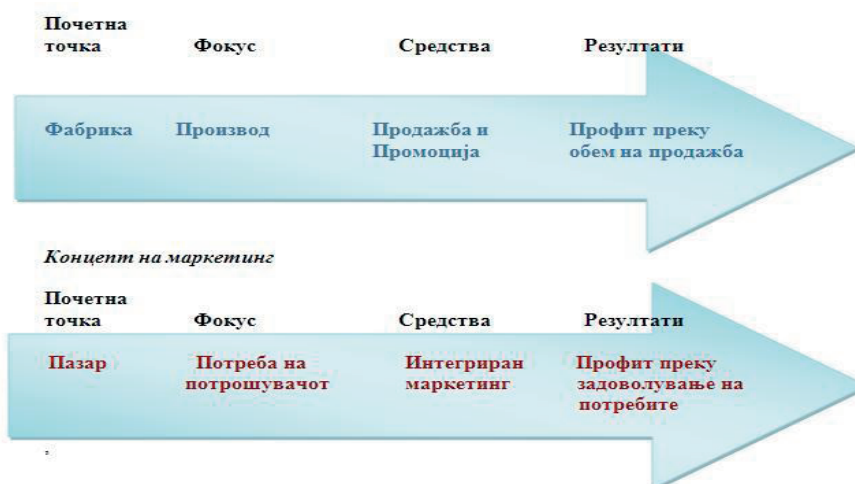 Почетна
точка Фокус Средства Резултати
Фабрика Производ Продажба и Профит преку
Промоција обем на продажба
Концепт на маркетинг
Почетна
точка Фокус Средства Резултати
Пазар Потреба на Интегриран Профит преку
потрошувачот маркетинг задоволување на
потребите